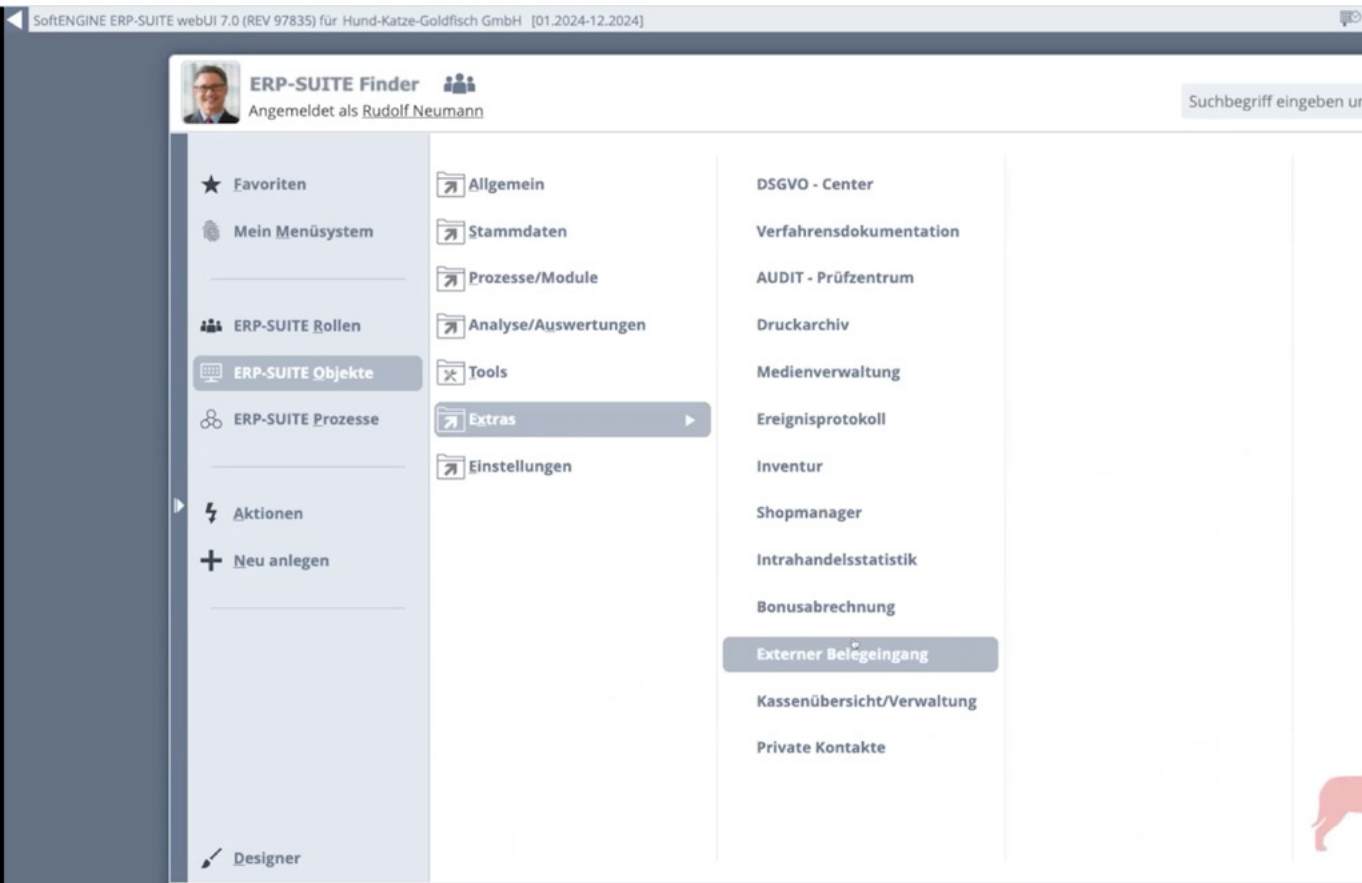 SoftENGINE ERP-SUITE webUI 7.0 (REV 97835) für Hund-Katze-Goldfisch GmbH [01.2024-12.2024]
ERP-SUITE Finder
Angemeldet als Rudolf Neumann
Suchbegriff eingeben
Favoriten
Mein Menüsystem
ERP-SUITE Rollen
ERP-SUITE Objekte
ERP-SUITE Prozesse
Aktionen
Neu anlegen
Designer
Allgemein
Stammdaten
Prozesse/Module
Analyse/Auswertungen
Tools
Extras
Einstellungen
DSGVO - Center
Verfahrensdokumentation
AUDIT - Prüfzentrum
Druckarchiv
Medienverwaltung
Ereignisprotokoll
Inventur
Shopmanager
Intrahandelsstatistik
Bonusabrechnung
Externer Belegeingang
Kassenübersicht/Verwaltung
Private Kontakte